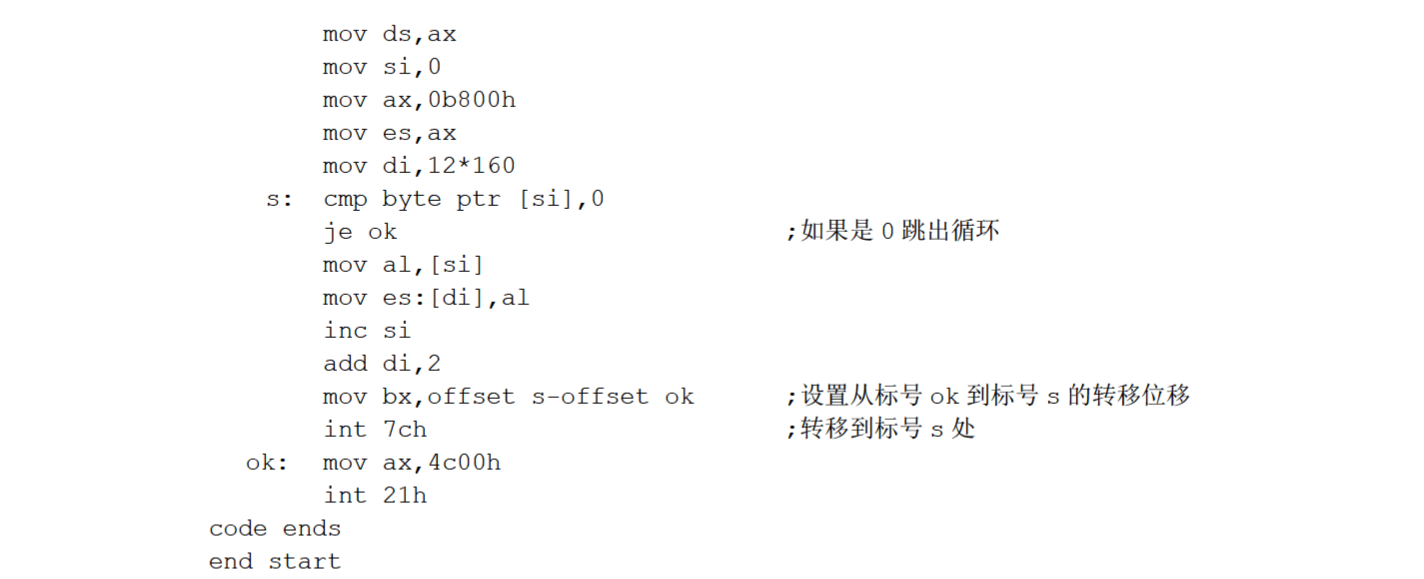 mov ds,ax
mov si,0
mov ax,0b800h
mov es,ax
mov di,12*160
s: cmp byte ptr [si],0
je ok ;如果是 0 跳出循环
mov al,[si]
mov es:[di],al
inc si
add di,2
mov bx,offset s-offset ok ;设置从标号 ok 到标号 s 的转移位移
int 7ch ;转移到标号 s 处
ok: mov ax,4c00h
int 21h
code ends
end start